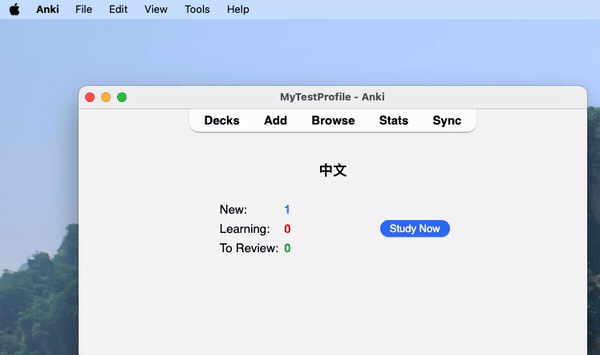 Anki File Edit View Tools Help
MyTestProfile - Anki
Decks Add Browse Stats Sync
中文
New: 1
Learning: 0
Study Now
To Review: 0